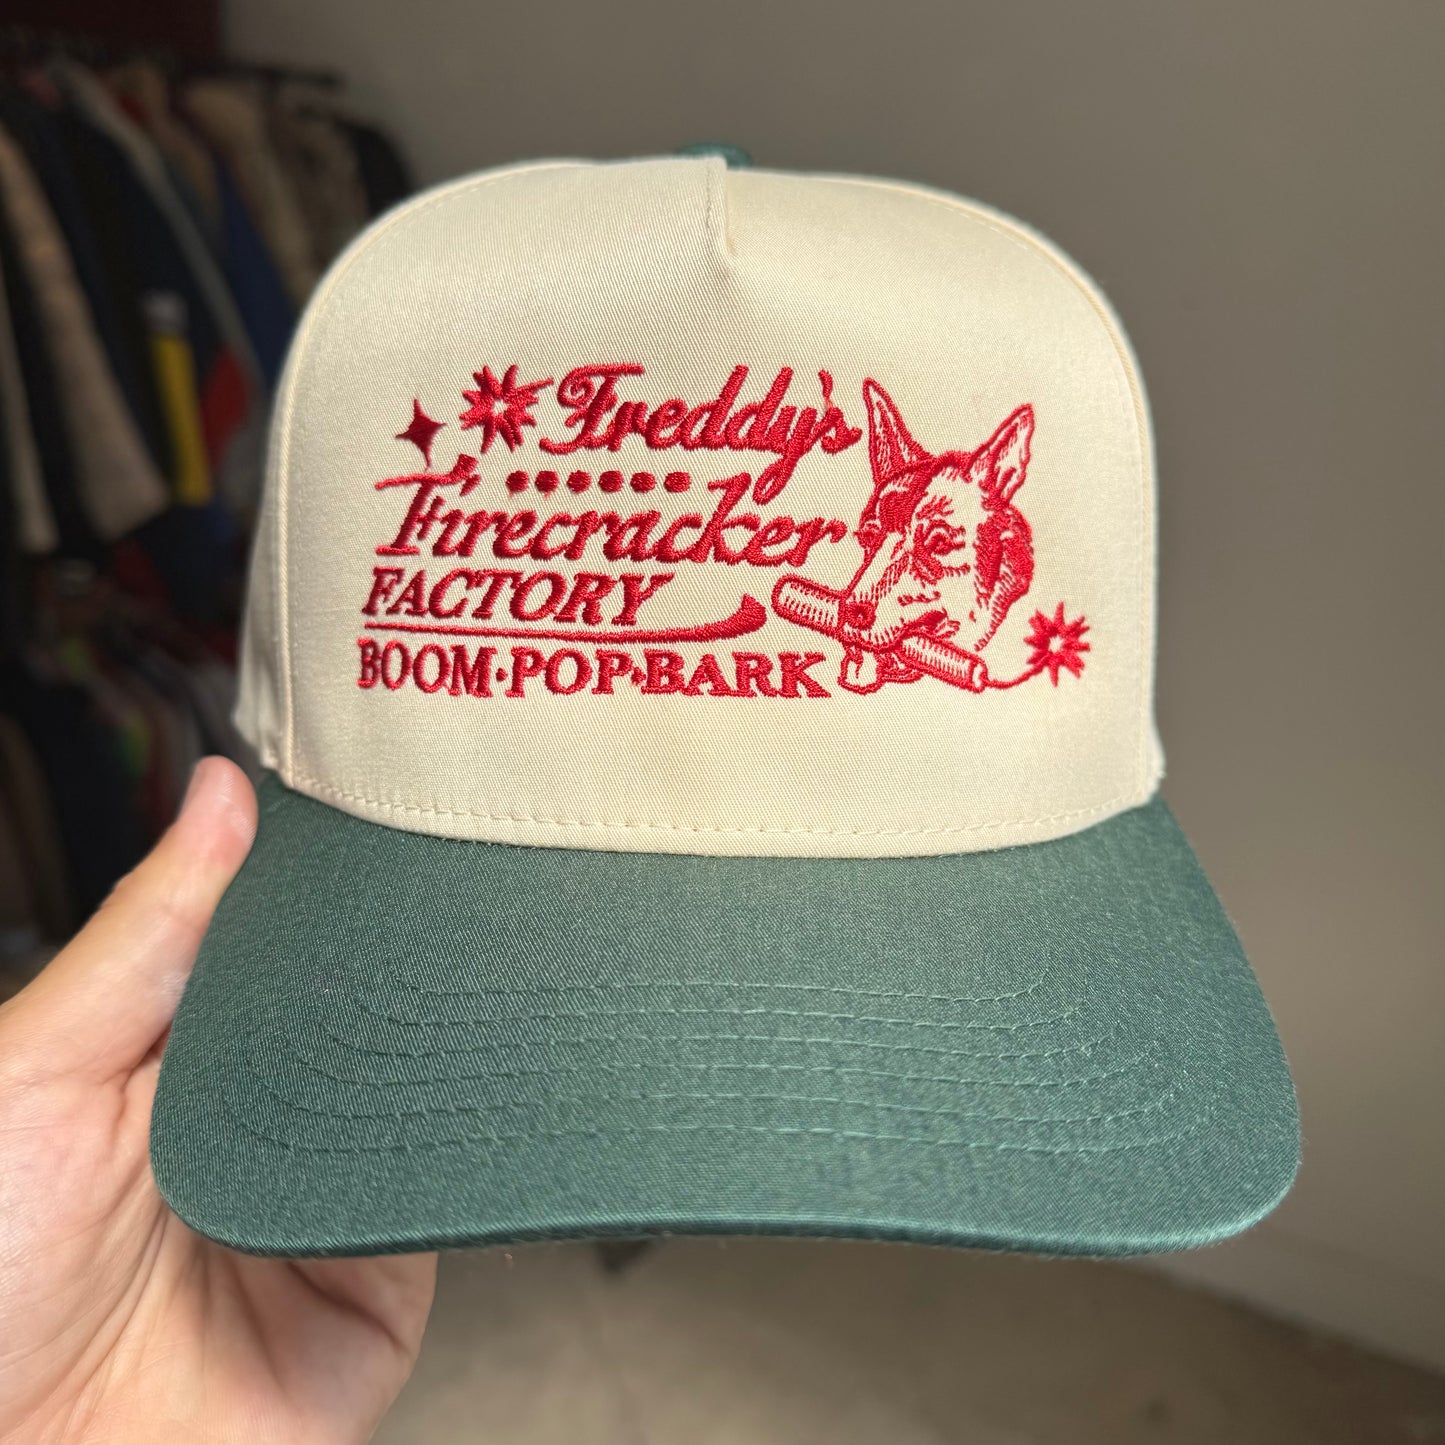 Freddy's
Firecracker
FACTORY
BOOM·POP·BARK